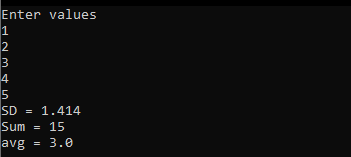 Enter values
1
2
3
4
5
SD = 1.414
Sum = 15
avg = 3.0